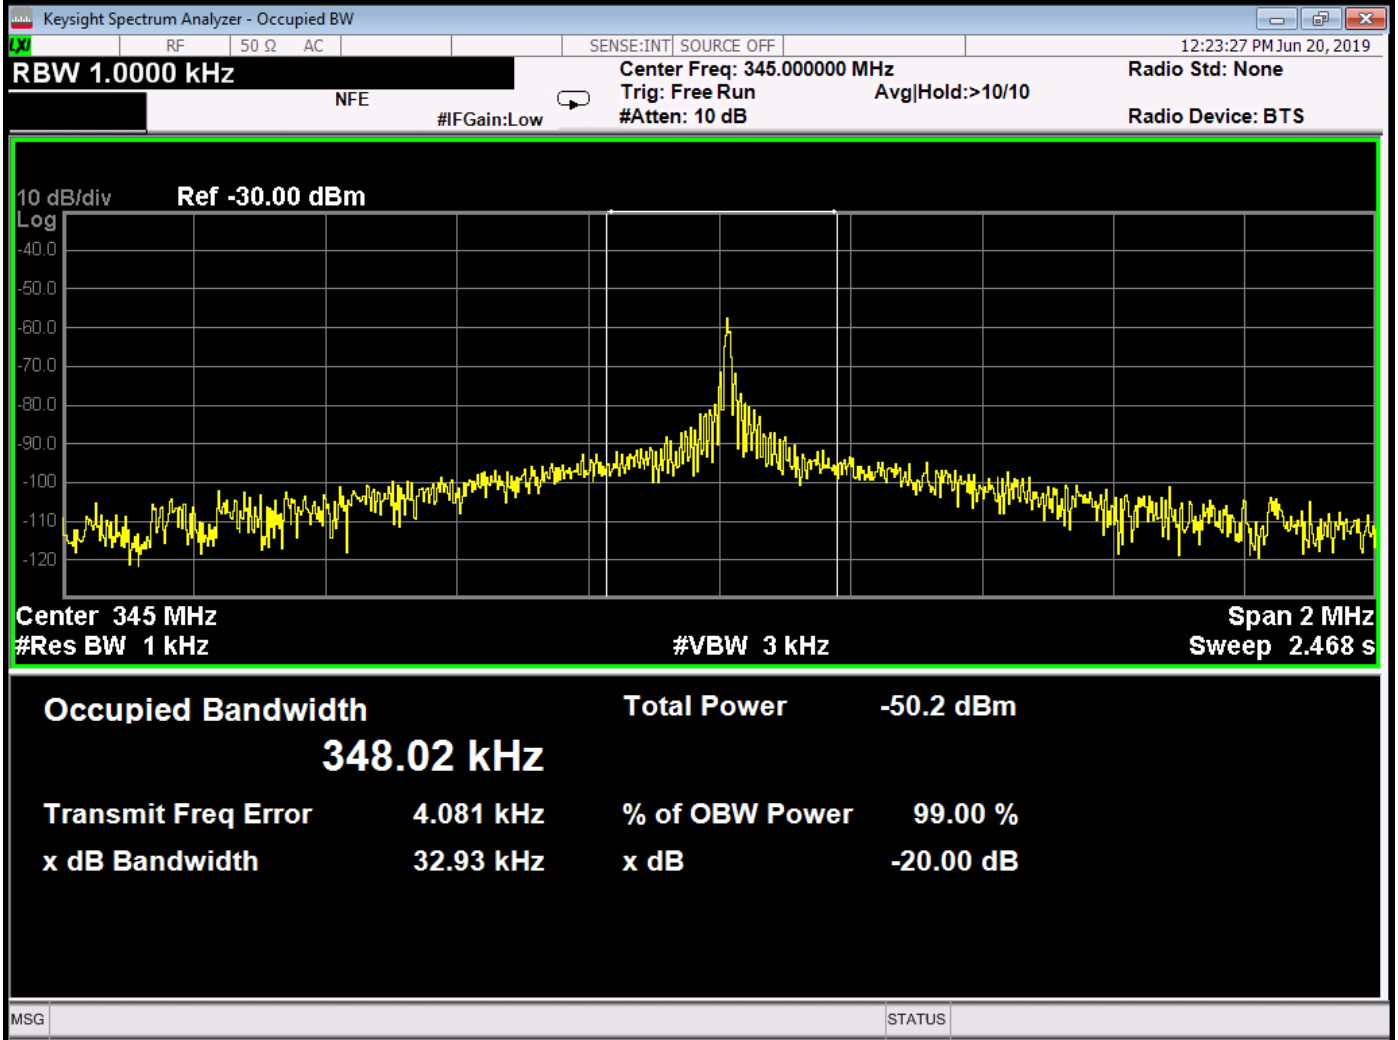 Keysight Spectrum Analyzer - Occupied BW
LXI RF 50 Ω AC SENSE:INT SOURCE OFF 12:23:27 PM Jun 20, 2019
RBW 1.0000 kHz
NFE
#IFGain:Low
Center Freq: 345.000000 MHz
Trig: Free Run Avg|Hold:>10/10
#Atten: 10 dB
Radio Std: None
Radio Device: BTS
10 dB/div Ref -30.00 dBm
Log
-40.0
-50.0
-60.0
-70.0
-80.0
-90.0
-100
-110
-120
Center 345 MHz Span 2 MHz
#Res BW 1 kHz #VBW 3 kHz Sweep 2.468 s
Occupied Bandwidth Total Power -50.2 dBm
348.02 kHz
Transmit Freq Error 4.081 kHz % of OBW Power 99.00 %
x dB Bandwidth 32.93 kHz x dB -20.00 dB
MSG STATUS